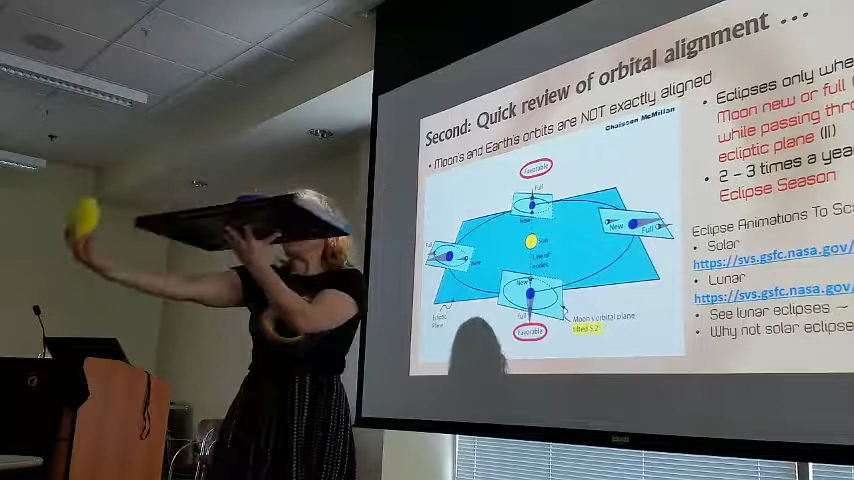 Second: Quick review of orbital alignment ...
• Moon's and Earth's orbits are NOT exactly aligned
Chaisson McMillan
Favorable
Full
New
New
Full
Full
New
Sun
Line of
nodes
New
Full
Favorable
Ecliptic
Plane
Moon's orbital plane
tilted 5.2°
• Eclipses only whe
Moon new or full
while passing thro
ecliptic plane (II)
• 2 – 3 times a yea
Eclipse Season
Eclipse Animations To
• Solar
https://svs.gsfc.nasa.gov/
• Lunar
https://svs.gsfc.nasa.gov/
• See lunar eclipses ~
• Why not solar eclipse